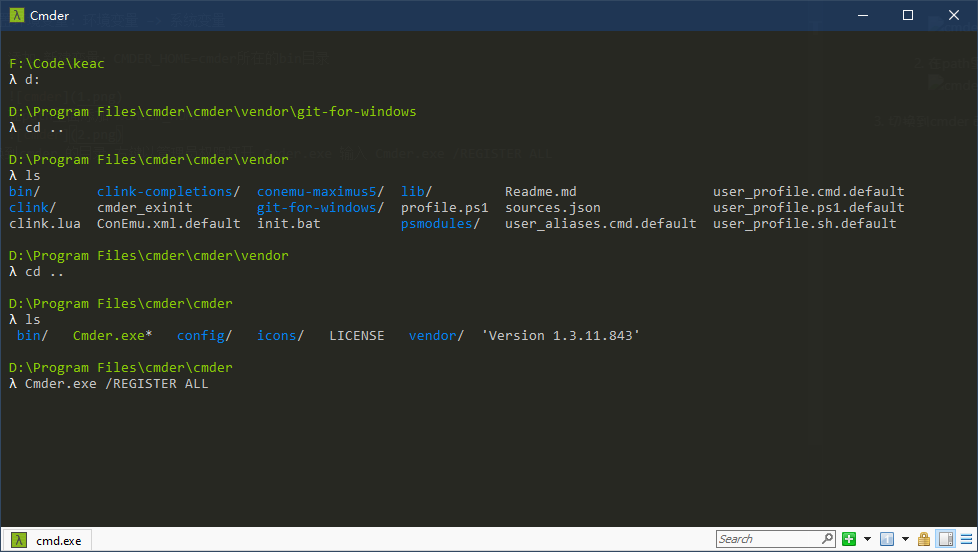 Cmder
F:\Code\keac
λ d:
D:\Program Files\cmder\cmder\vendor\git-for-windows
λ cd ..
D:\Program Files\cmder\cmder\vendor
λ ls
bin/ clink-completions/ conemu-maximus5/ lib/ Readme.md user_profile.cmd.default
clink/ cmder_exinit git-for-windows/ profile.ps1 sources.json user_profile.ps1.default
clink.lua ConEmu.xml.default init.bat psmodules/ user_aliases.cmd.default user_profile.sh.default
D:\Program Files\cmder\cmder\vendor
λ cd ..
D:\Program Files\cmder\cmder
λ ls
bin/ Cmder.exe* config/ icons/ LICENSE vendor/ 'Version 1.3.11.843'
D:\Program Files\cmder\cmder
λ Cmder.exe /REGISTER ALL
λ cmd.exe
Search